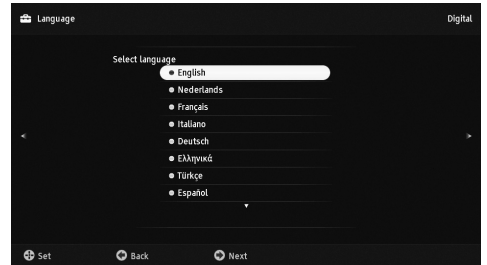 Language
Digital
Select language
English
Nederlands
Français
Italiano
Deutsch
Ελληνικά
Türkçe
Español
Set
Back
Next